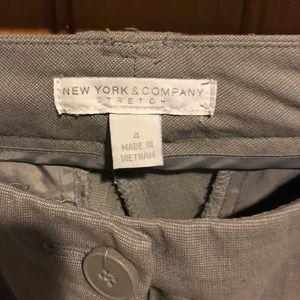 NEW YORK & COMPANY
STRETCH
4
MADE IN
VIETNAM